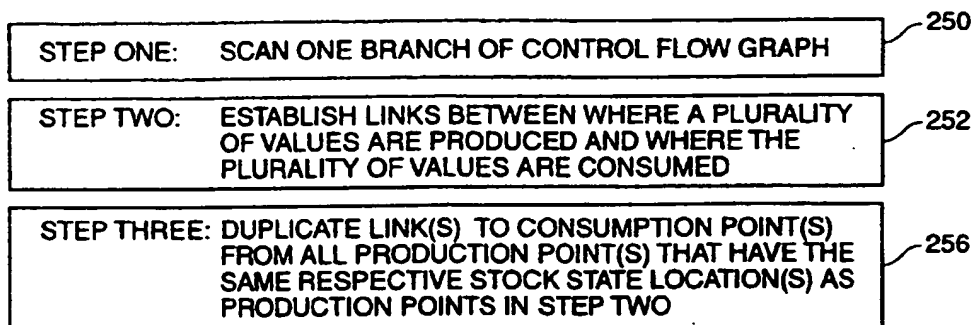 250
STEP ONE: SCAN ONE BRANCH OF CONTROL FLOW GRAPH
STEP TWO: ESTABLISH LINKS BETWEEN WHERE A PLURALITY
OF VALUES ARE PRODUCED AND WHERE THE
PLURALITY OF VALUES ARE CONSUMED
252
STEP THREE: DUPLICATE LINK(S) TO CONSUMPTION POINT(S)
FROM ALL PRODUCTION POINT(S) THAT HAVE THE
SAME RESPECTIVE STOCK STATE LOCATION(S) AS
PRODUCTION POINTS IN STEP TWO
256